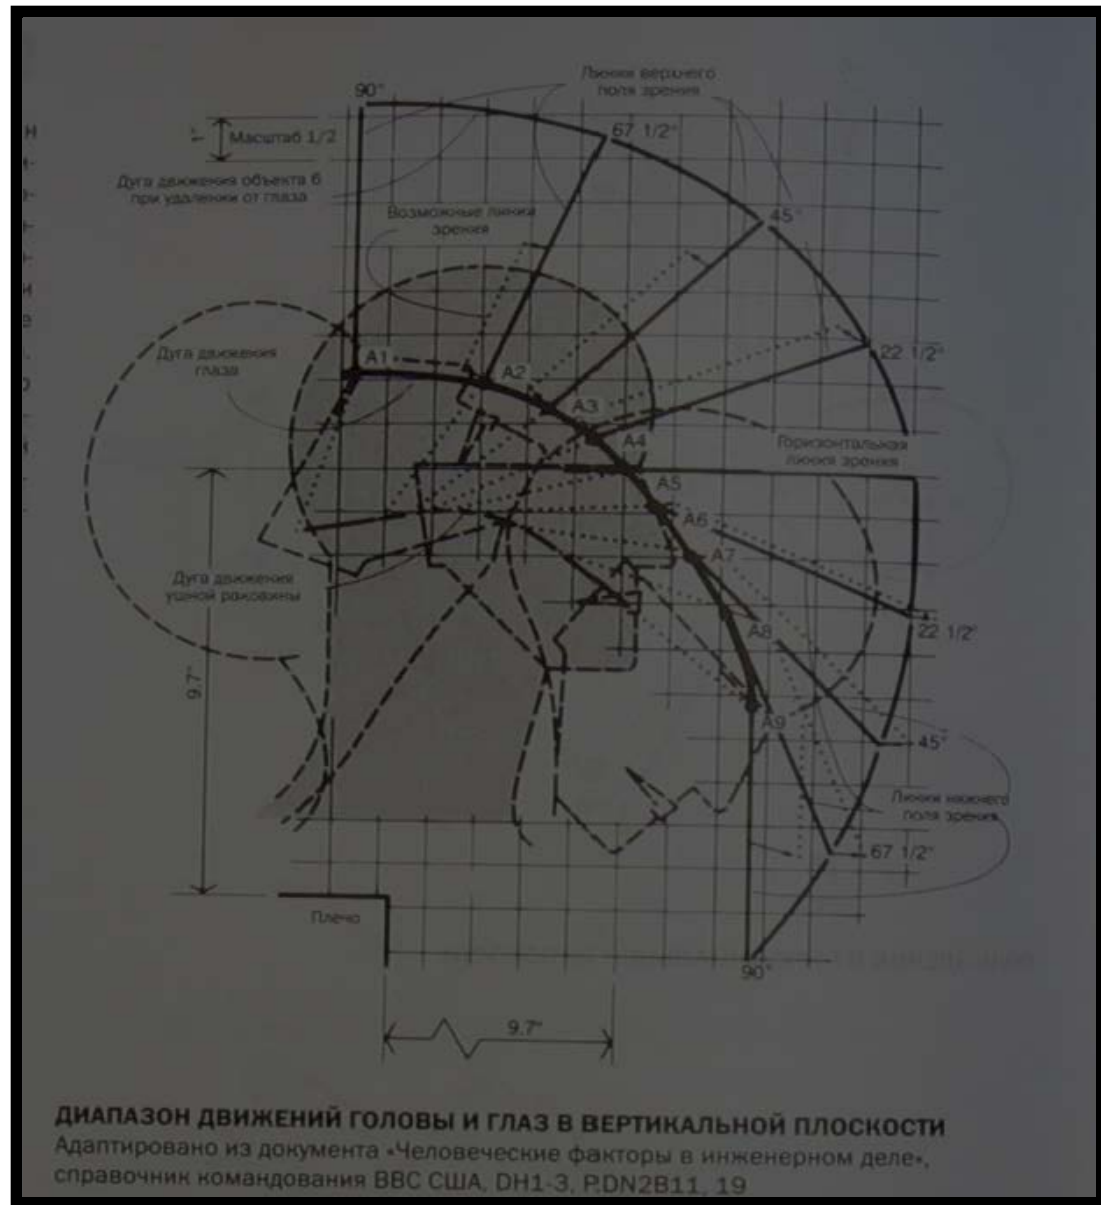 90°
Линия верхнего
поля зрения
1"
Масштаб 1/2
67 1/2°
Дуга движения объекта б
при удалении от глаза
Возможные линии
зрения
45°
Дуга движения
глаза
22 1/2°
A1
A2
A3
A4
Горизонтальная
линия зрения
A5
A6
A7
Дуга движения
ушной раковины
A8
22 1/2°
9.7"
A9
45°
Линия нижнего
поля зрения
67 1/2°
Плечо
90°
9.7"
ДИАПАЗОН ДВИЖЕНИЙ ГОЛОВЫ И ГЛАЗ В ВЕРТИКАЛЬНОЙ ПЛОСКОСТИ
Адаптировано из документа «Человеческие факторы в инженерном деле»,
справочник командования ВВС США, DH1-3, P.DN2B11, 19